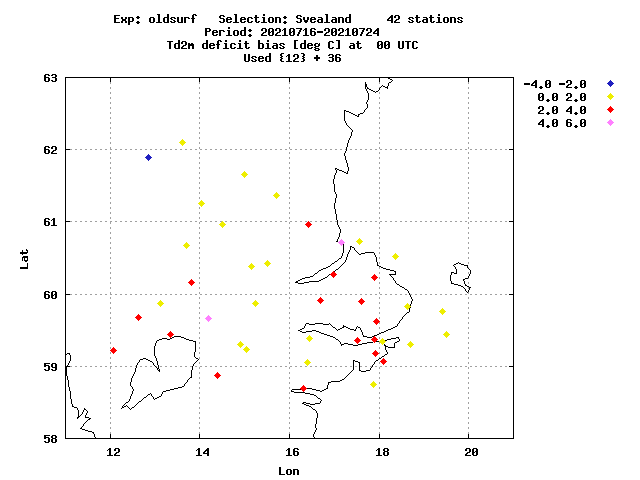 Exp: oldsurf Selection: Svealand 42 stations
Period: 20210716-20210724
Td2m deficit bias [deg C] at 00 UTC
Used {12} + 36
-4.0 -2.0
0.0 2.0
2.0 4.0
4.0 6.0
63
62
61
60
59
58
Lat
12 14 16 18 20
Lon